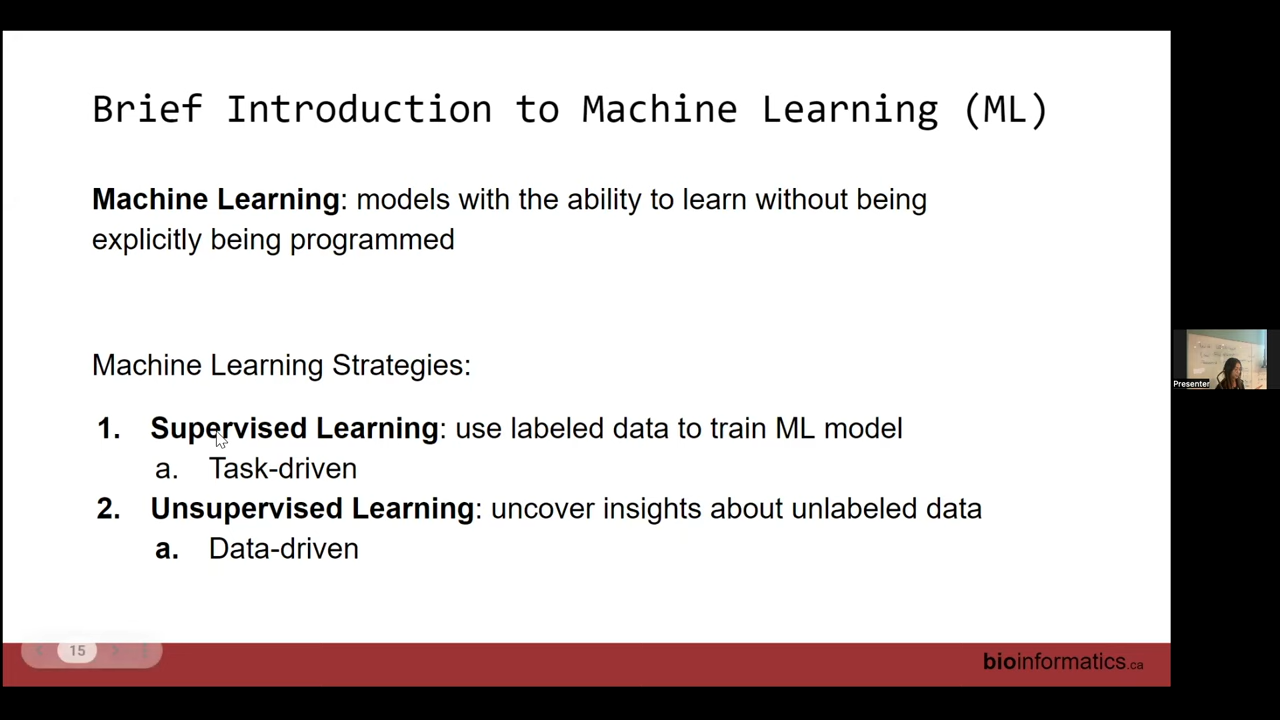 Brief Introduction to Machine Learning (ML)
Machine Learning: models with the ability to learn without being
explicitly being programmed
Machine Learning Strategies:
1. Supervised Learning: use labeled data to train ML model
a. Task-driven
2. Unsupervised Learning: uncover insights about unlabeled data
a. Data-driven
15
bioinformatics.ca
Presenter